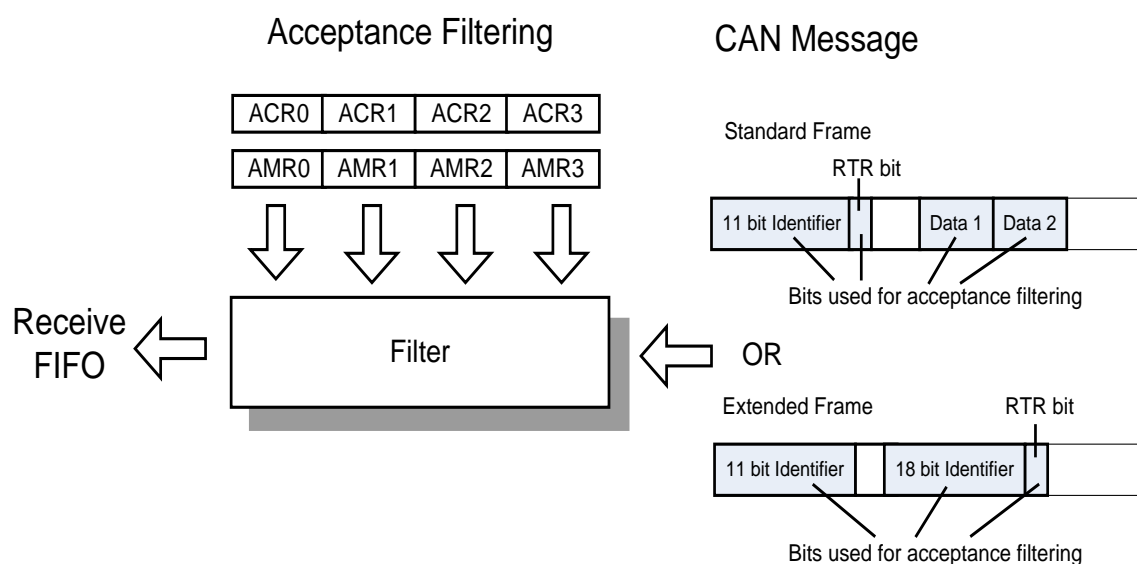 Acceptance Filtering
CAN Message
ACR0 ACR1 ACR2 ACR3
AMR0 AMR1 AMR2 AMR3
Standard Frame
RTR bit
11 bit Identifier Data 1 Data 2
Bits used for acceptance filtering
Receive
FIFO
Filter
OR
Extended Frame
RTR bit
11 bit Identifier 18 bit Identifier
Bits used for acceptance filtering